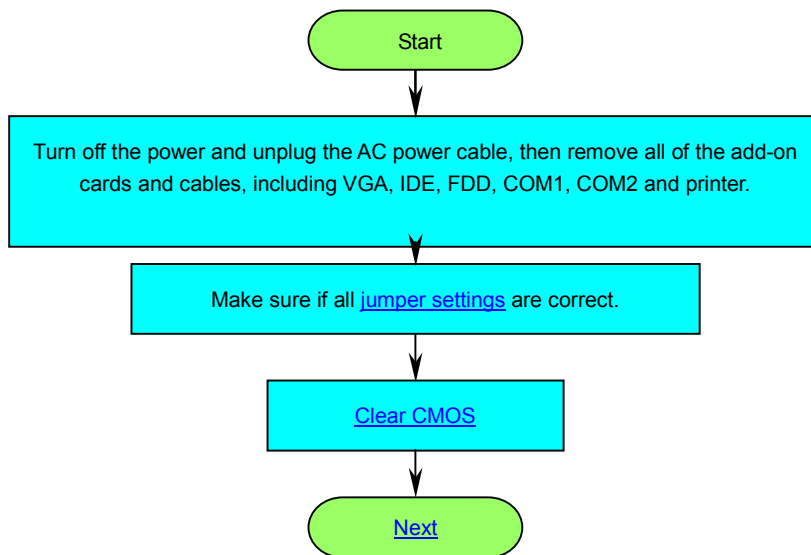 Start
Turn off the power and unplug the AC power cable, then remove all of the add-on
cards and cables, including VGA, IDE, FDD, COM1, COM2 and printer.
Make sure if all jumper settings are correct.
Clear CMOS
Next